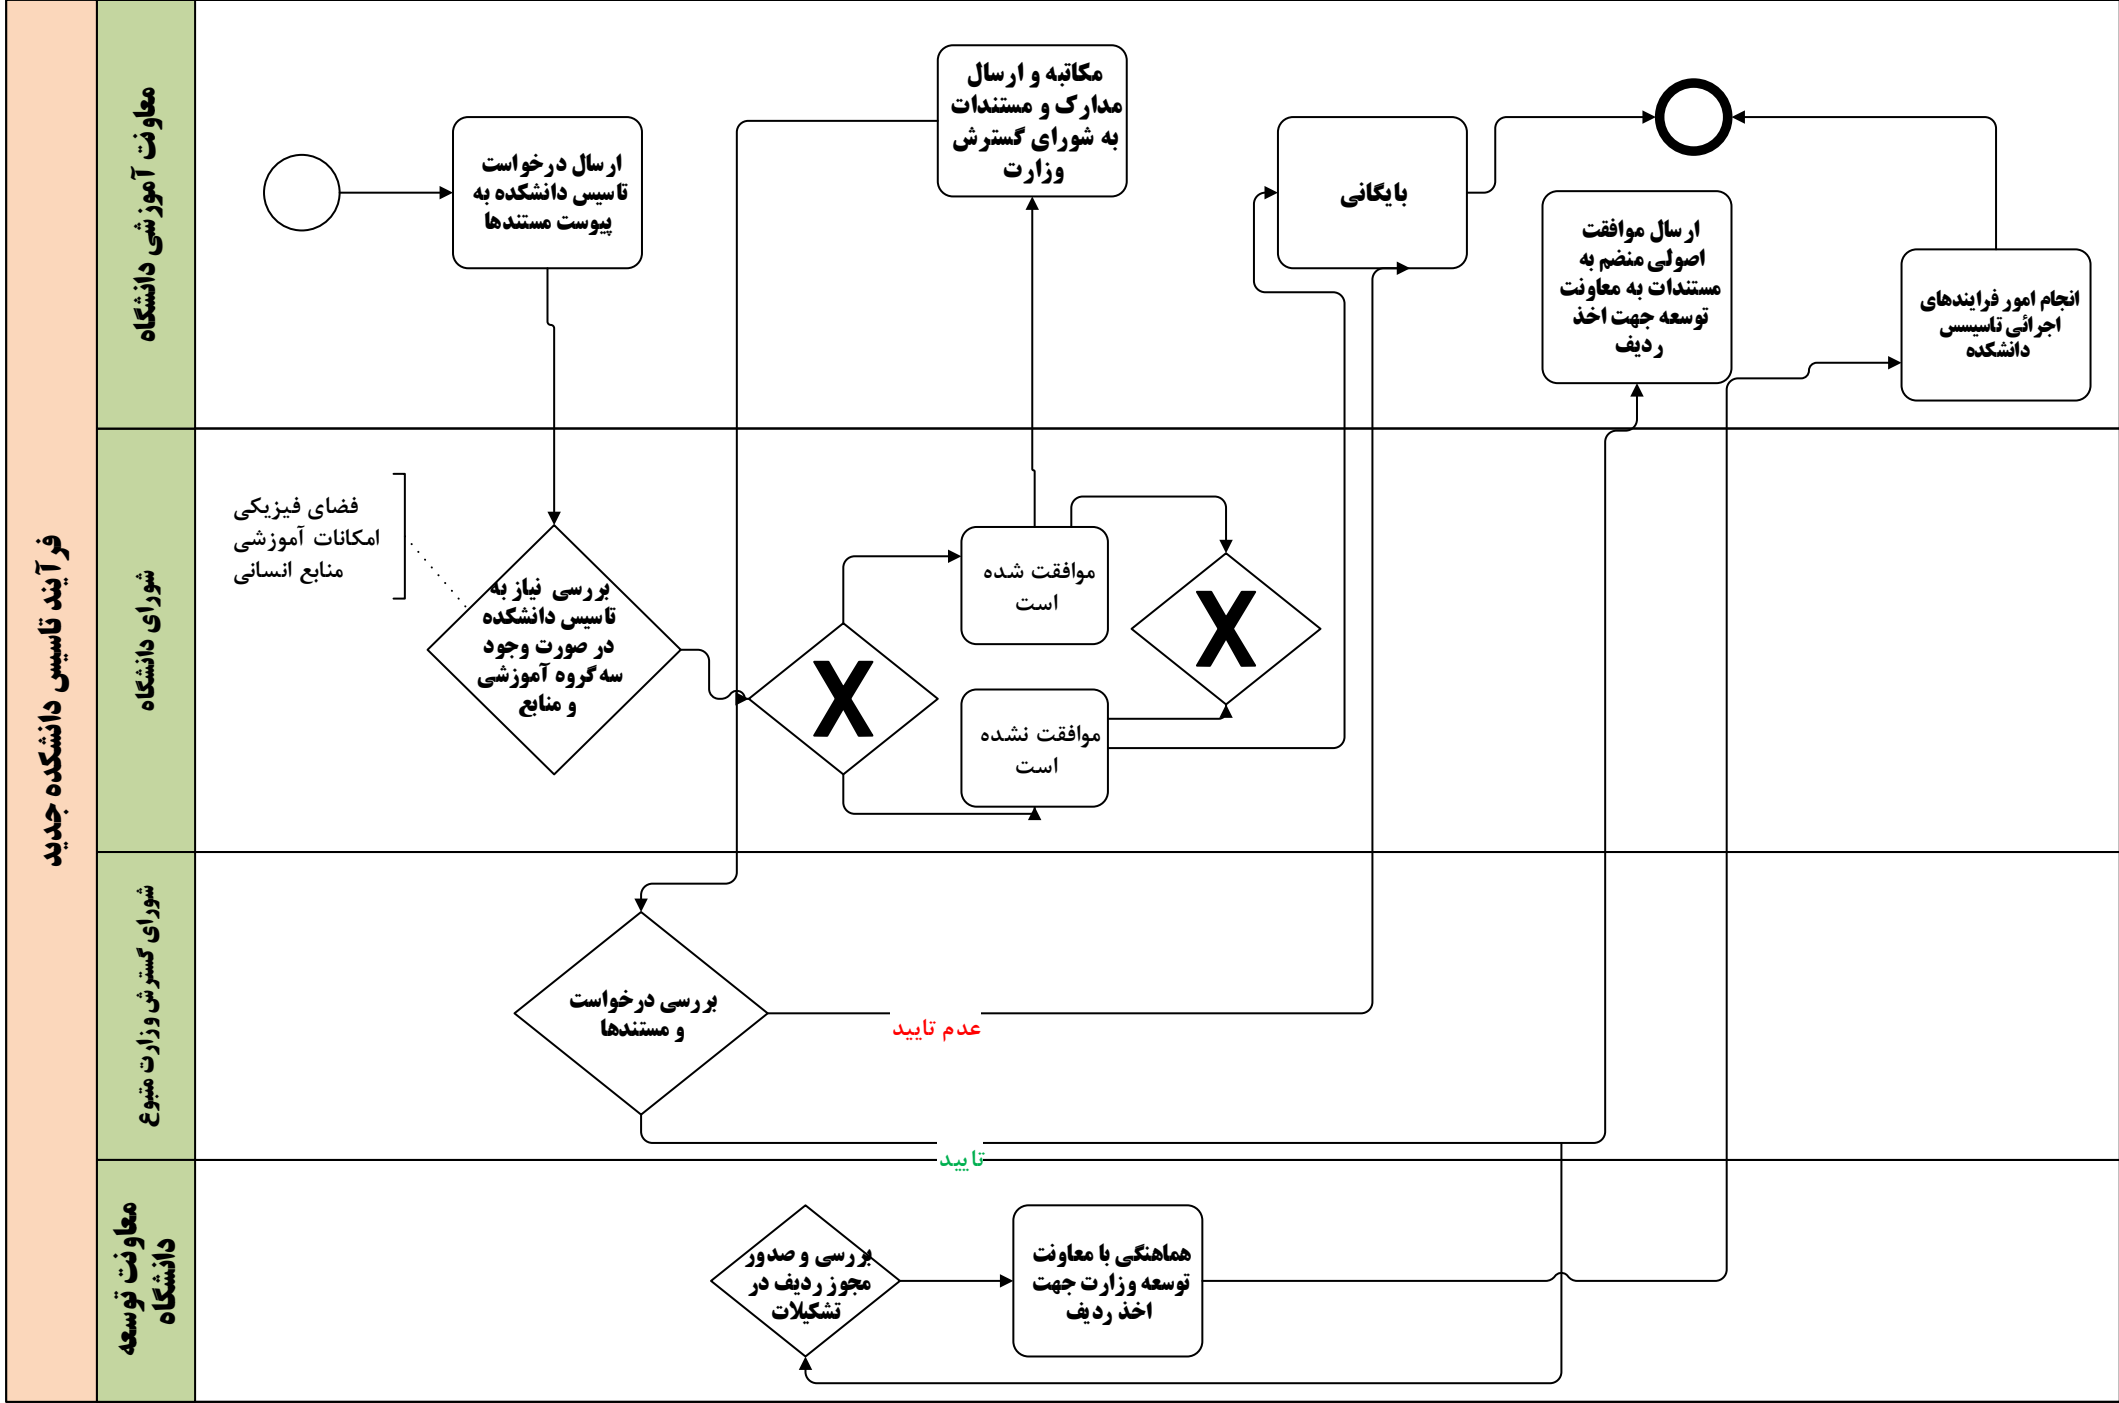 فرآیند تاسیس دانشکده جدید
معاونت آموزشی دانشگاه
ارسال درخواست
تاسیس دانشکده به
پیوست مستندها
مکاتبه و ارسال
مدارک و مستندات
به شورای گسترش
وزارت
بایگانی
ارسال موافقت
اصولی منضم به
مستندات به معاونت
توسعه جهت اخذ
ردیف
انجام امور فرایندهای
اجرائی تاسیسس
دانشکده
شورای دانشگاه
فضای فیزیکی
امکانات آموزشی
منابع انسانی
بررسی نیاز به
تاسیس دانشکده
در صورت وجود
سه گروه آموزشی
و منابع
X
موافقت شده
است
موافقت نشده
است
X
شورای گسترش وزارت متبوع
بررسی درخواست
و مستندها
عدم تایید
تایید
معاونت توسعه
دانشگاه
بررسی و صدور
مجوز ردیف در
تشکیلات
هماهنگی با معاونت
توسعه وزارت جهت
اخذ ردیف